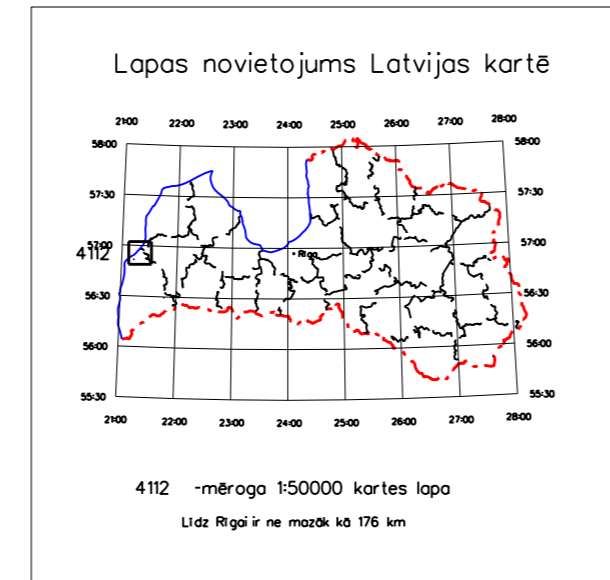 Lapas novietojums Latvijas kartē
21:00 22:00 23:00 24:00 25:00 26:00 27:00 28:00
58:00 58:00
57:30 57:30
57:00 57:00
4112 Rīga
56:30 56:30
56:00 56:00
55:30 55:30
21:00 22:00 23:00 24:00 25:00 26:00 27:00 28:00
4112 -mēroga 1:50000 kartes lapa
Līdz Rīgai ir ne mazāk kā 176 km